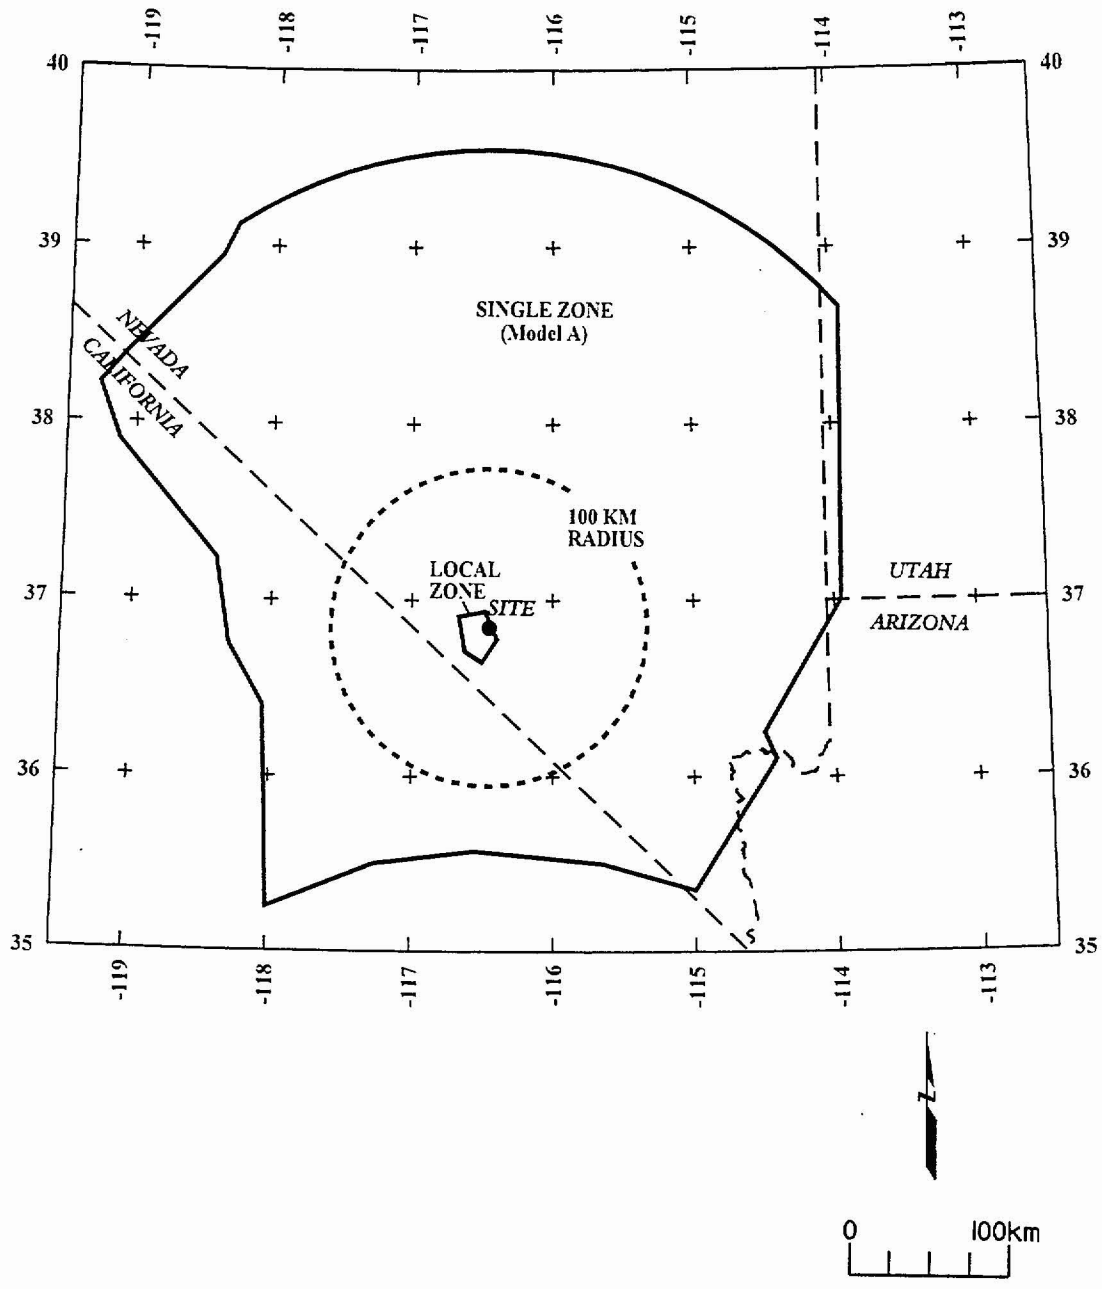 -119
-118
-117
-116
-115
-114
-113
40
40
39
39
SINGLE ZONE
(Model A)
NEVADA
CALIFORNIA
38
38
100 KM
RADIUS
LOCAL
ZONE
SITE
UTAH
37
37
ARIZONA
36
36
35
35
-119
-118
-117
-116
-115
-114
-113
N
0 100km